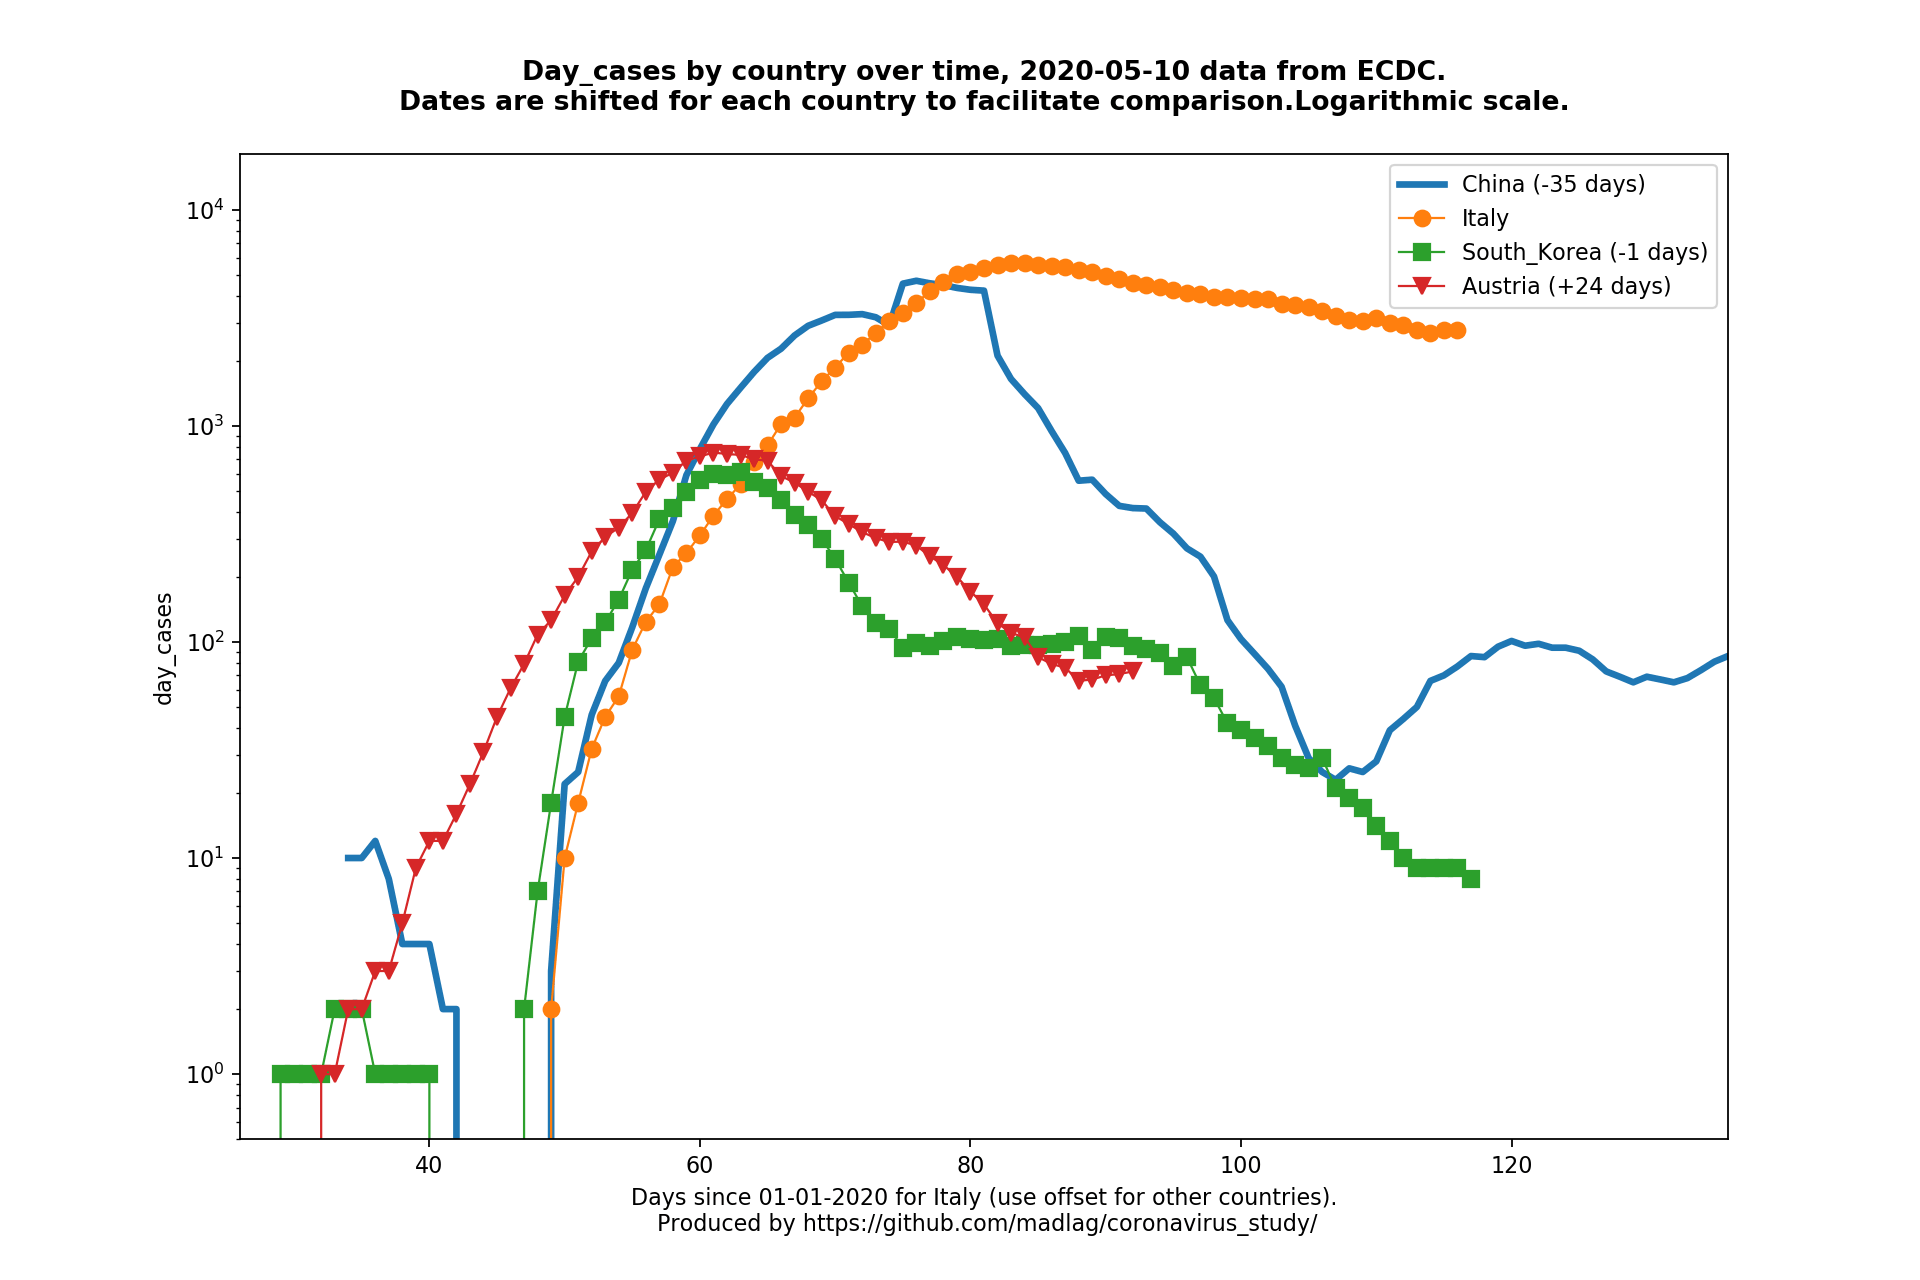 Day_cases by country over time, 2020-05-10 data from ECDC.
Dates are shifted for each country to facilitate comparison.Logarithmic scale.
China (-35 days)
Italy
South_Korea (-1 days)
Austria (+24 days)
day_cases
10⁴
10³
10²
10¹
10⁰
40 60 80 100 120
Days since 01-01-2020 for Italy (use offset for other countries).
Produced by https://github.com/madlag/coronavirus_study/